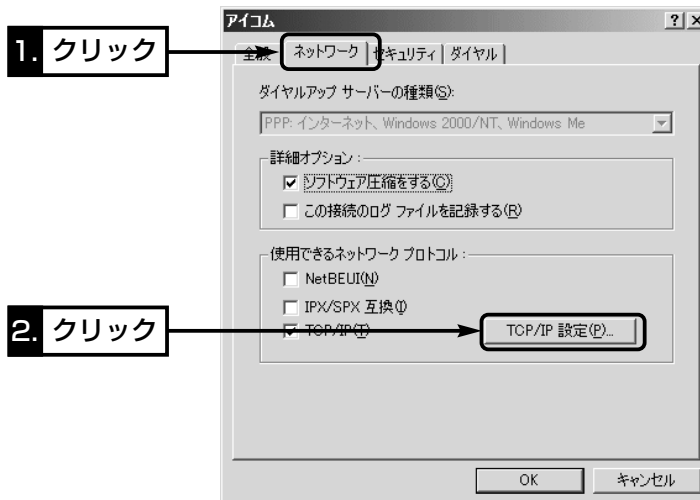 アイコム
1. クリック
全般 ネットワーク セキュリティ ダイヤル
ダイヤルアップ サーバーの種類(S):
PPP: インターネット、Windows 2000/NT、Windows Me
詳細オプション:
ソフトウェア圧縮をする(C)
この接続のログ ファイルを記録する(R)
使用できるネットワーク プロトコル:
NetBEUI(N)
IPX/SPX 互換(I)
2. クリック
TCP/IP(T)
TCP/IP 設定(P)...
OK キャンセル